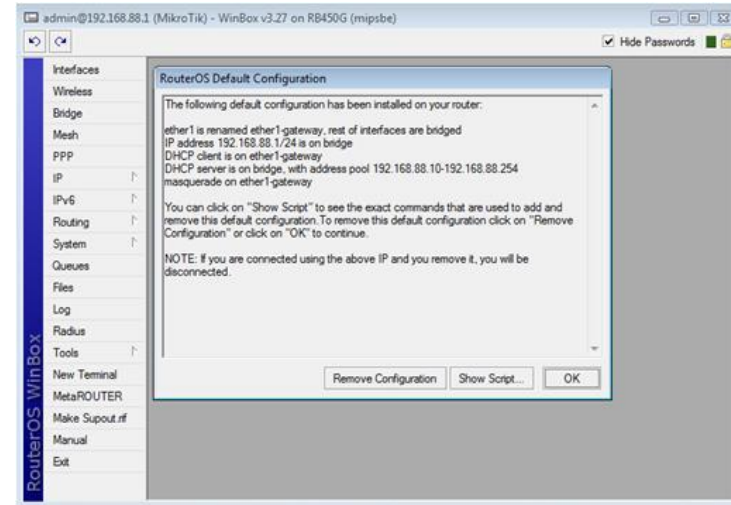 admin@192.168.88.1 (MikroTik) - WinBox v3.27 on RB450G (mipsbe)
Hide Passwords
Interfaces
Wireless
Bridge
Mesh
PPP
IP
IPv6
Routing
System
Queues
Files
Log
Radius
Tools
New Terminal
MetaROUTER
Make Supout.rif
Manual
Exit
RouterOS WinBox
RouterOS Default Configuration
The following default configuration has been installed on your router:
ether1 is renamed ether1-gateway, rest of interfaces are bridged
IP address 192.168.88.1/24 is on bridge
DHCP client is on ether1-gateway
DHCP server is on bridge, with address pool 192.168.88.10-192.168.88.254
masquerade on ether1-gateway
You can click on "Show Script" to see the exact commands that are used to add and
remove this default configuration. To remove this default configuration click on "Remove
Configuration" or click on "OK" to continue.
NOTE: If you are connected using the above IP and you remove it, you will be
disconnected.
Remove Configuration
Show Script...
OK